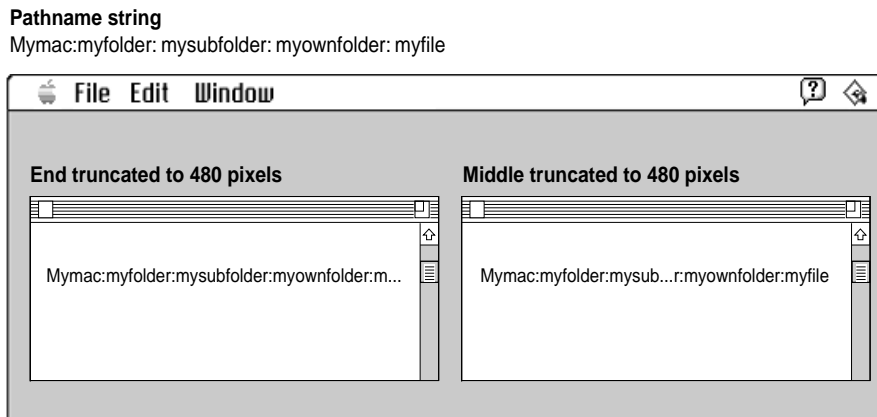 Pathname string
Mymac:myfolder: mysubfolder: myownfolder: myfile
File Edit Window
End truncated to 480 pixels
Middle truncated to 480 pixels
Mymac:myfolder:mysubfolder:myownfolder:m...
Mymac:myfolder:mysub...r:myownfolder:myfile